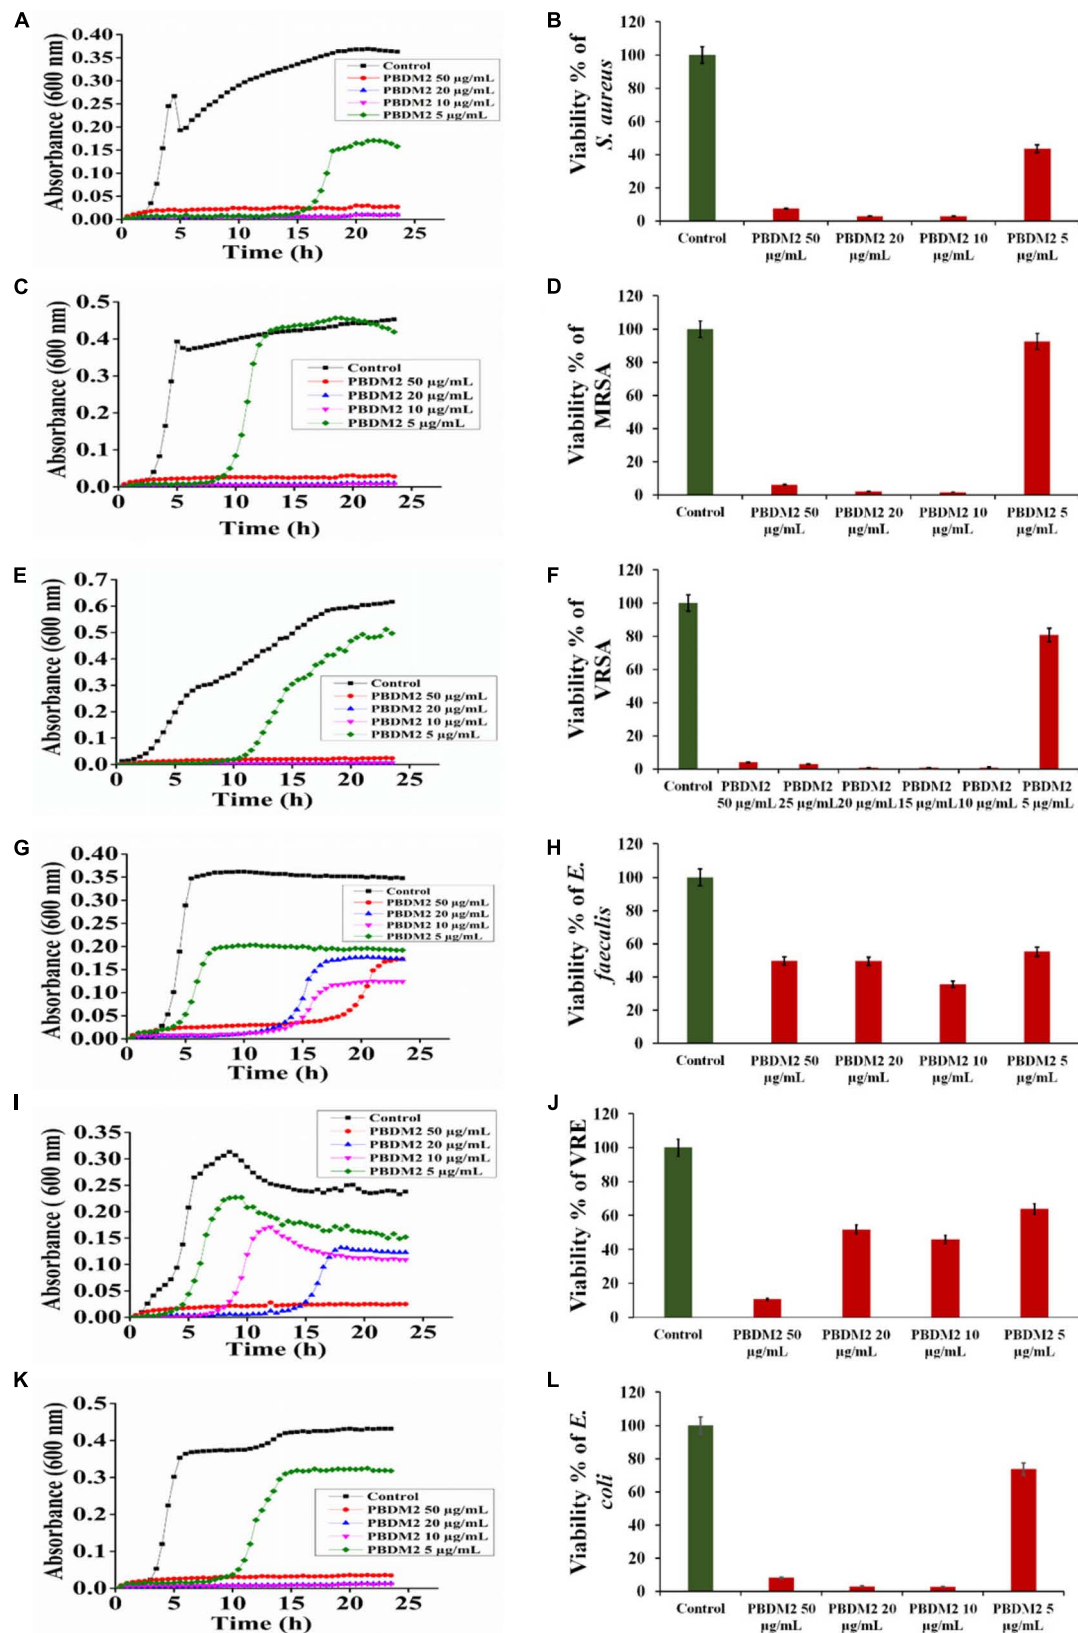 A
Absorbance (600 nm)
0.40
0.35
0.30
0.25
0.20
0.15
0.10
0.05
0.00
Control
PBDM2 50 µg/mL
PBDM2 20 µg/mL
PBDM2 10 µg/mL
PBDM2 5 µg/mL
0 5 10 15 20 25
Time (h)
B
Viability % of
S. aureus
120
100
80
60
40
20
0
Control PBDM2 50 PBDM2 20 PBDM2 10 PBDM2 5
µg/mL µg/mL µg/mL µg/mL
C
Absorbance (600 nm)
0.5
0.4
0.3
0.2
0.1
0.0
Control
PBDM2 50 µg/mL
PBDM2 20 µg/mL
PBDM2 10 µg/mL
PBDM2 5 µg/mL
0 5 10 15 20 25
Time (h)
D
Viability % of
MRSA
120
100
80
60
40
20
0
Control PBDM2 50 PBDM2 20 PBDM2 10 PBDM2 5
µg/mL µg/mL µg/mL µg/mL
E
Absorbance (600 nm)
0.7
0.6
0.5
0.4
0.3
0.2
0.1
0.0
Control
PBDM2 50 µg/mL
PBDM2 20 µg/mL
PBDM2 10 µg/mL
PBDM2 5 µg/mL
0 5 10 15 20 25
Time (h)
F
Viability % of
VRSA
120
100
80
60
40
20
0
Control PBDM2 PBDM2 PBDM2 PBDM2 PBDM2 PBDM2
50 µg/mL 25 µg/mL 20 µg/mL 15 µg/mL 10 µg/mL 5 µg/mL
G
Absorbance (600 nm)
0.40
0.35
0.30
0.25
0.20
0.15
0.10
0.05
0.00
Control
PBDM2 50 µg/mL
PBDM2 20 µg/mL
PBDM2 10 µg/mL
PBDM2 5 µg/mL
0 5 10 15 20 25
Time (h)
H
Viability % of E.
faecalis
120
100
80
60
40
20
0
Control PBDM2 50 PBDM2 20 PBDM2 10 PBDM2 5
µg/mL µg/mL µg/mL µg/mL
I
Absorbance ( 600 nm)
0.35
0.30
0.25
0.20
0.15
0.10
0.05
0.00
Control
PBDM2 50 µg/mL
PBDM2 20 µg/mL
PBDM2 10 µg/mL
PBDM2 5 µg/mL
0 5 10 15 20 25
Time (h)
J
Viability % of VRE
120
100
80
60
40
20
0
Control PBDM2 50 PBDM2 20 PBDM2 10 PBDM2 5
µg/mL µg/mL µg/mL µg/mL
K
Absorbance (600 nm)
0.5
0.4
0.3
0.2
0.1
0.0
Control
PBDM2 50 µg/mL
PBDM2 20 µg/mL
PBDM2 10 µg/mL
PBDM2 5 µg/mL
0 5 10 15 20 25
Time (h)
L
Viability % of E.
coli
120
100
80
60
40
20
0
Control PBDM2 50 PBDM2 20 PBDM2 10 PBDM2 5
µg/mL µg/mL µg/mL µg/mL